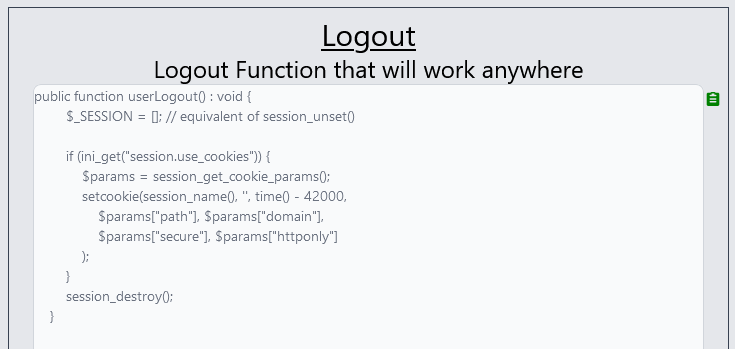 Logout
Logout Function that will work anywhere
public function userLogout() : void {
$_SESSION = []; // equivalent of session_unset()
if (ini_get("session.use_cookies")) {
$params = session_get_cookie_params();
setcookie(session_name(), '', time() - 42000,
$params["path"], $params["domain"],
$params["secure"], $params["httponly"]
);
}
session_destroy();
}